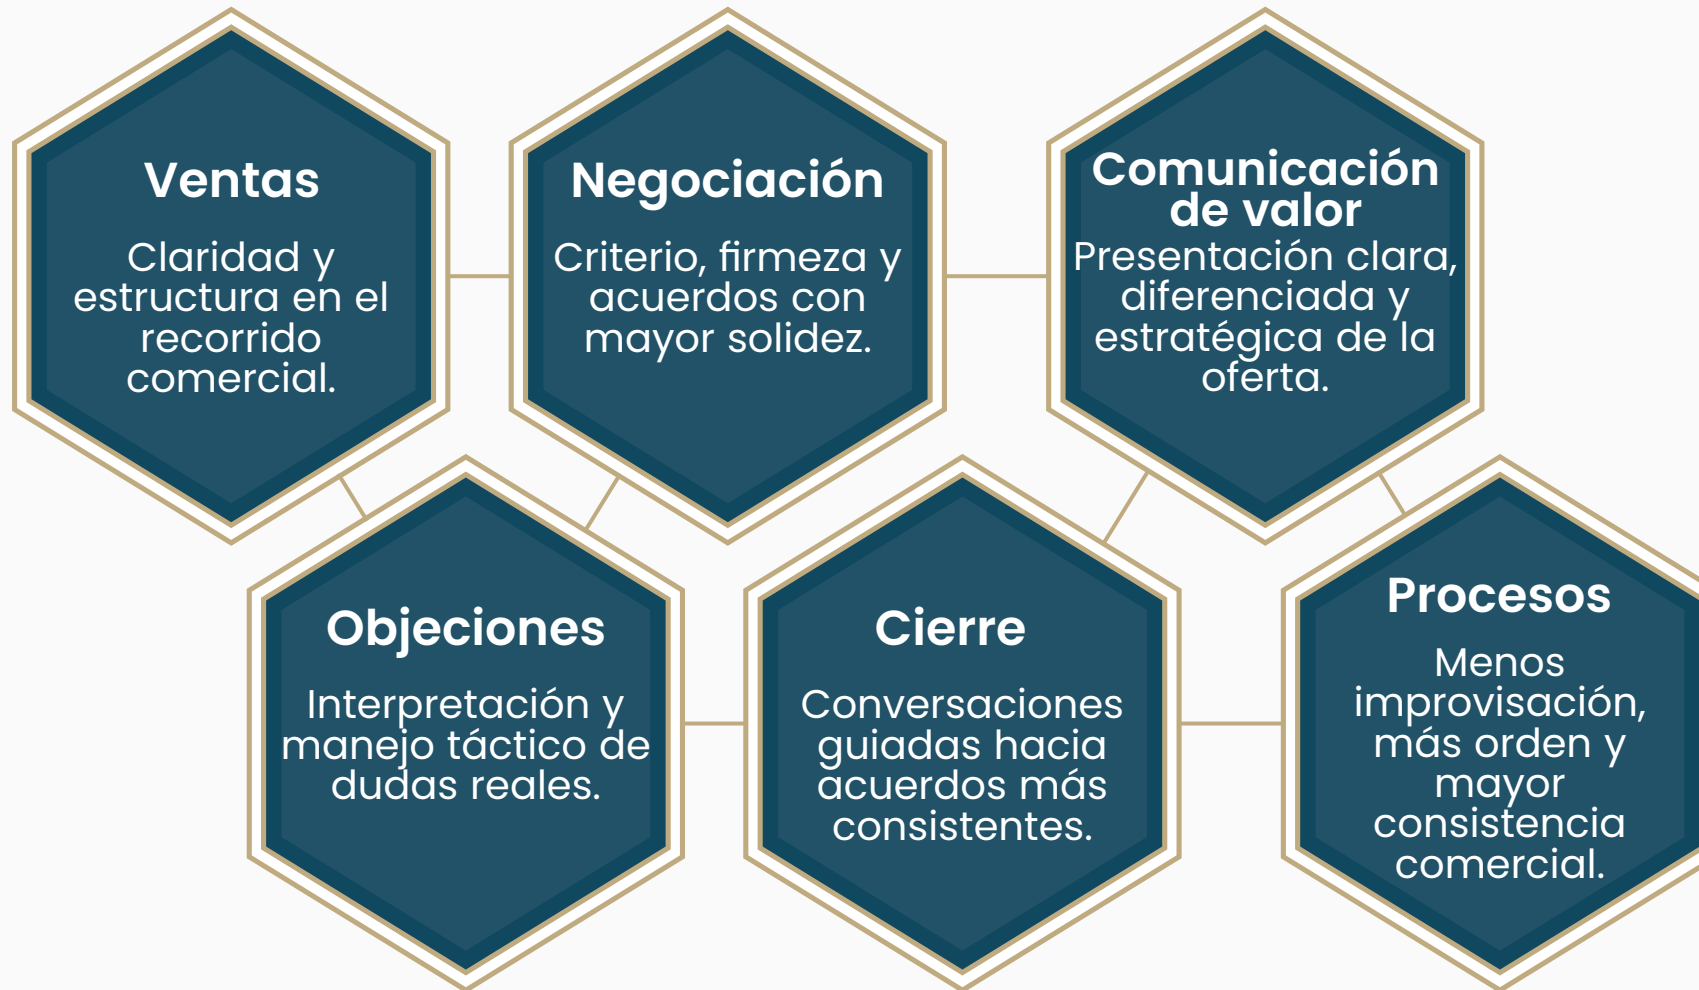 Ventas
Claridad y
estructura en el
recorrido
comercial.
Negociación
Criterio, firmeza y
acuerdos con
mayor solidez.
Comunicación
de valor
Presentación clara,
diferenciada y
estratégica de la
oferta.
Objeciones
Interpretación y
manejo táctico de
dudas reales.
Cierre
Conversaciones
guiadas hacia
acuerdos más
consistentes.
Procesos
Menos
improvisación,
más orden y
mayor
consistencia
comercial.